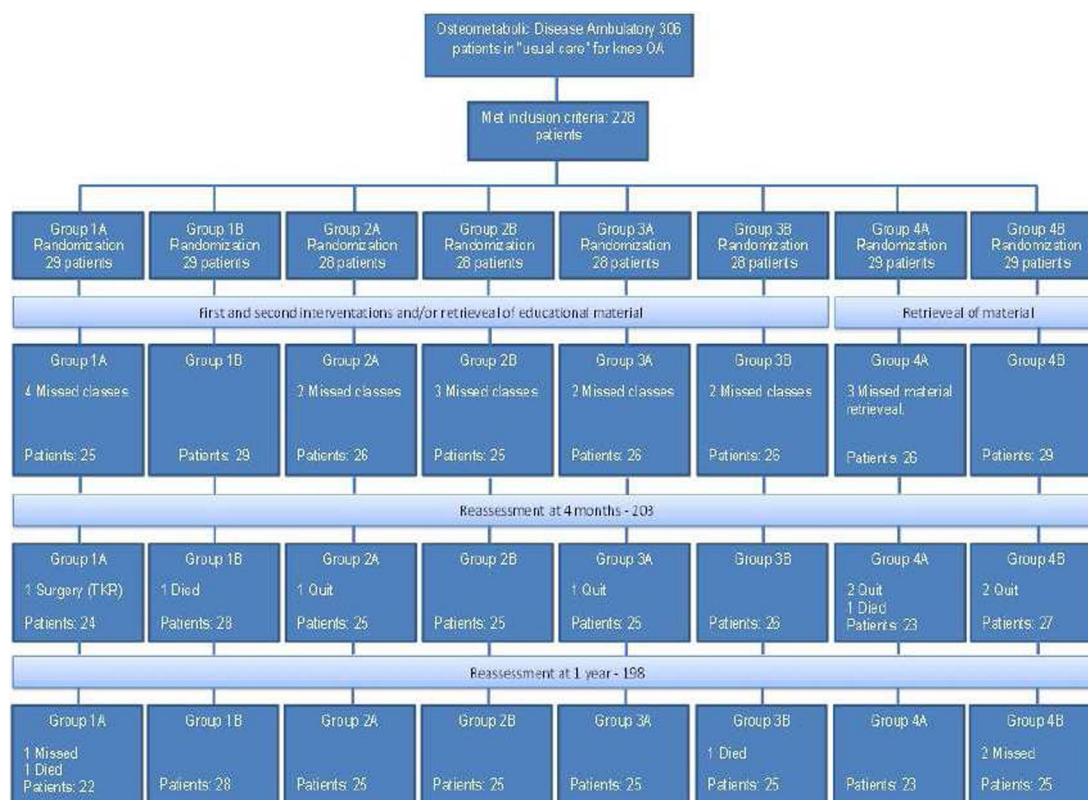 Osteometabolic Disease Ambulatory 306
patients in "usual care" for knee OA
Met inclusion criteria: 228
patients
Group 1A
Randomization
29 patients
Group 1B
Randomization
29 patients
Group 2A
Randomization
28 patients
Group 2B
Randomization
28 patients
Group 3A
Randomization
28 patients
Group 3B
Randomization
28 patients
Group 4A
Randomization
29 patients
Group 4B
Randomization
29 patients
First and second interventations and/or retrieveal of educational material
Retrieveal of material
Group 1A
4 Missed classes
Patients: 25
Group 1B
Patients: 29
Group 2A
2 Missed classes
Patients: 26
Group 2B
3 Missed classes
Patients: 25
Group 3A
2 Missed classes
Patients: 26
Group 3B
2 Missed classes
Patients: 26
Group 4A
3 Missed material
retrieveal.
Patients: 26
Group 4B
Patients: 29
Reassessment at 4 months - 203
Group 1A
1 Surgery (TKR)
Patients: 24
Group 1B
1 Died
Patients: 28
Group 2A
1 Quit
Patients: 25
Group 2B
Patients: 25
Group 3A
1 Quit
Patients: 25
Group 3B
Patients: 26
Group 4A
2 Quit
1 Died
Patients: 23
Group 4B
2 Quit
Patients: 27
Reassessment at 1 year - 198
Group 1A
1 Missed
1 Died
Patients: 22
Group 1B
Patients: 28
Group 2A
Patients: 25
Group 2B
Patients: 25
Group 3A
Patients: 25
Group 3B
1 Died
Patients: 25
Group 4A
Patients: 23
Group 4B
2 Missed
Patients: 25